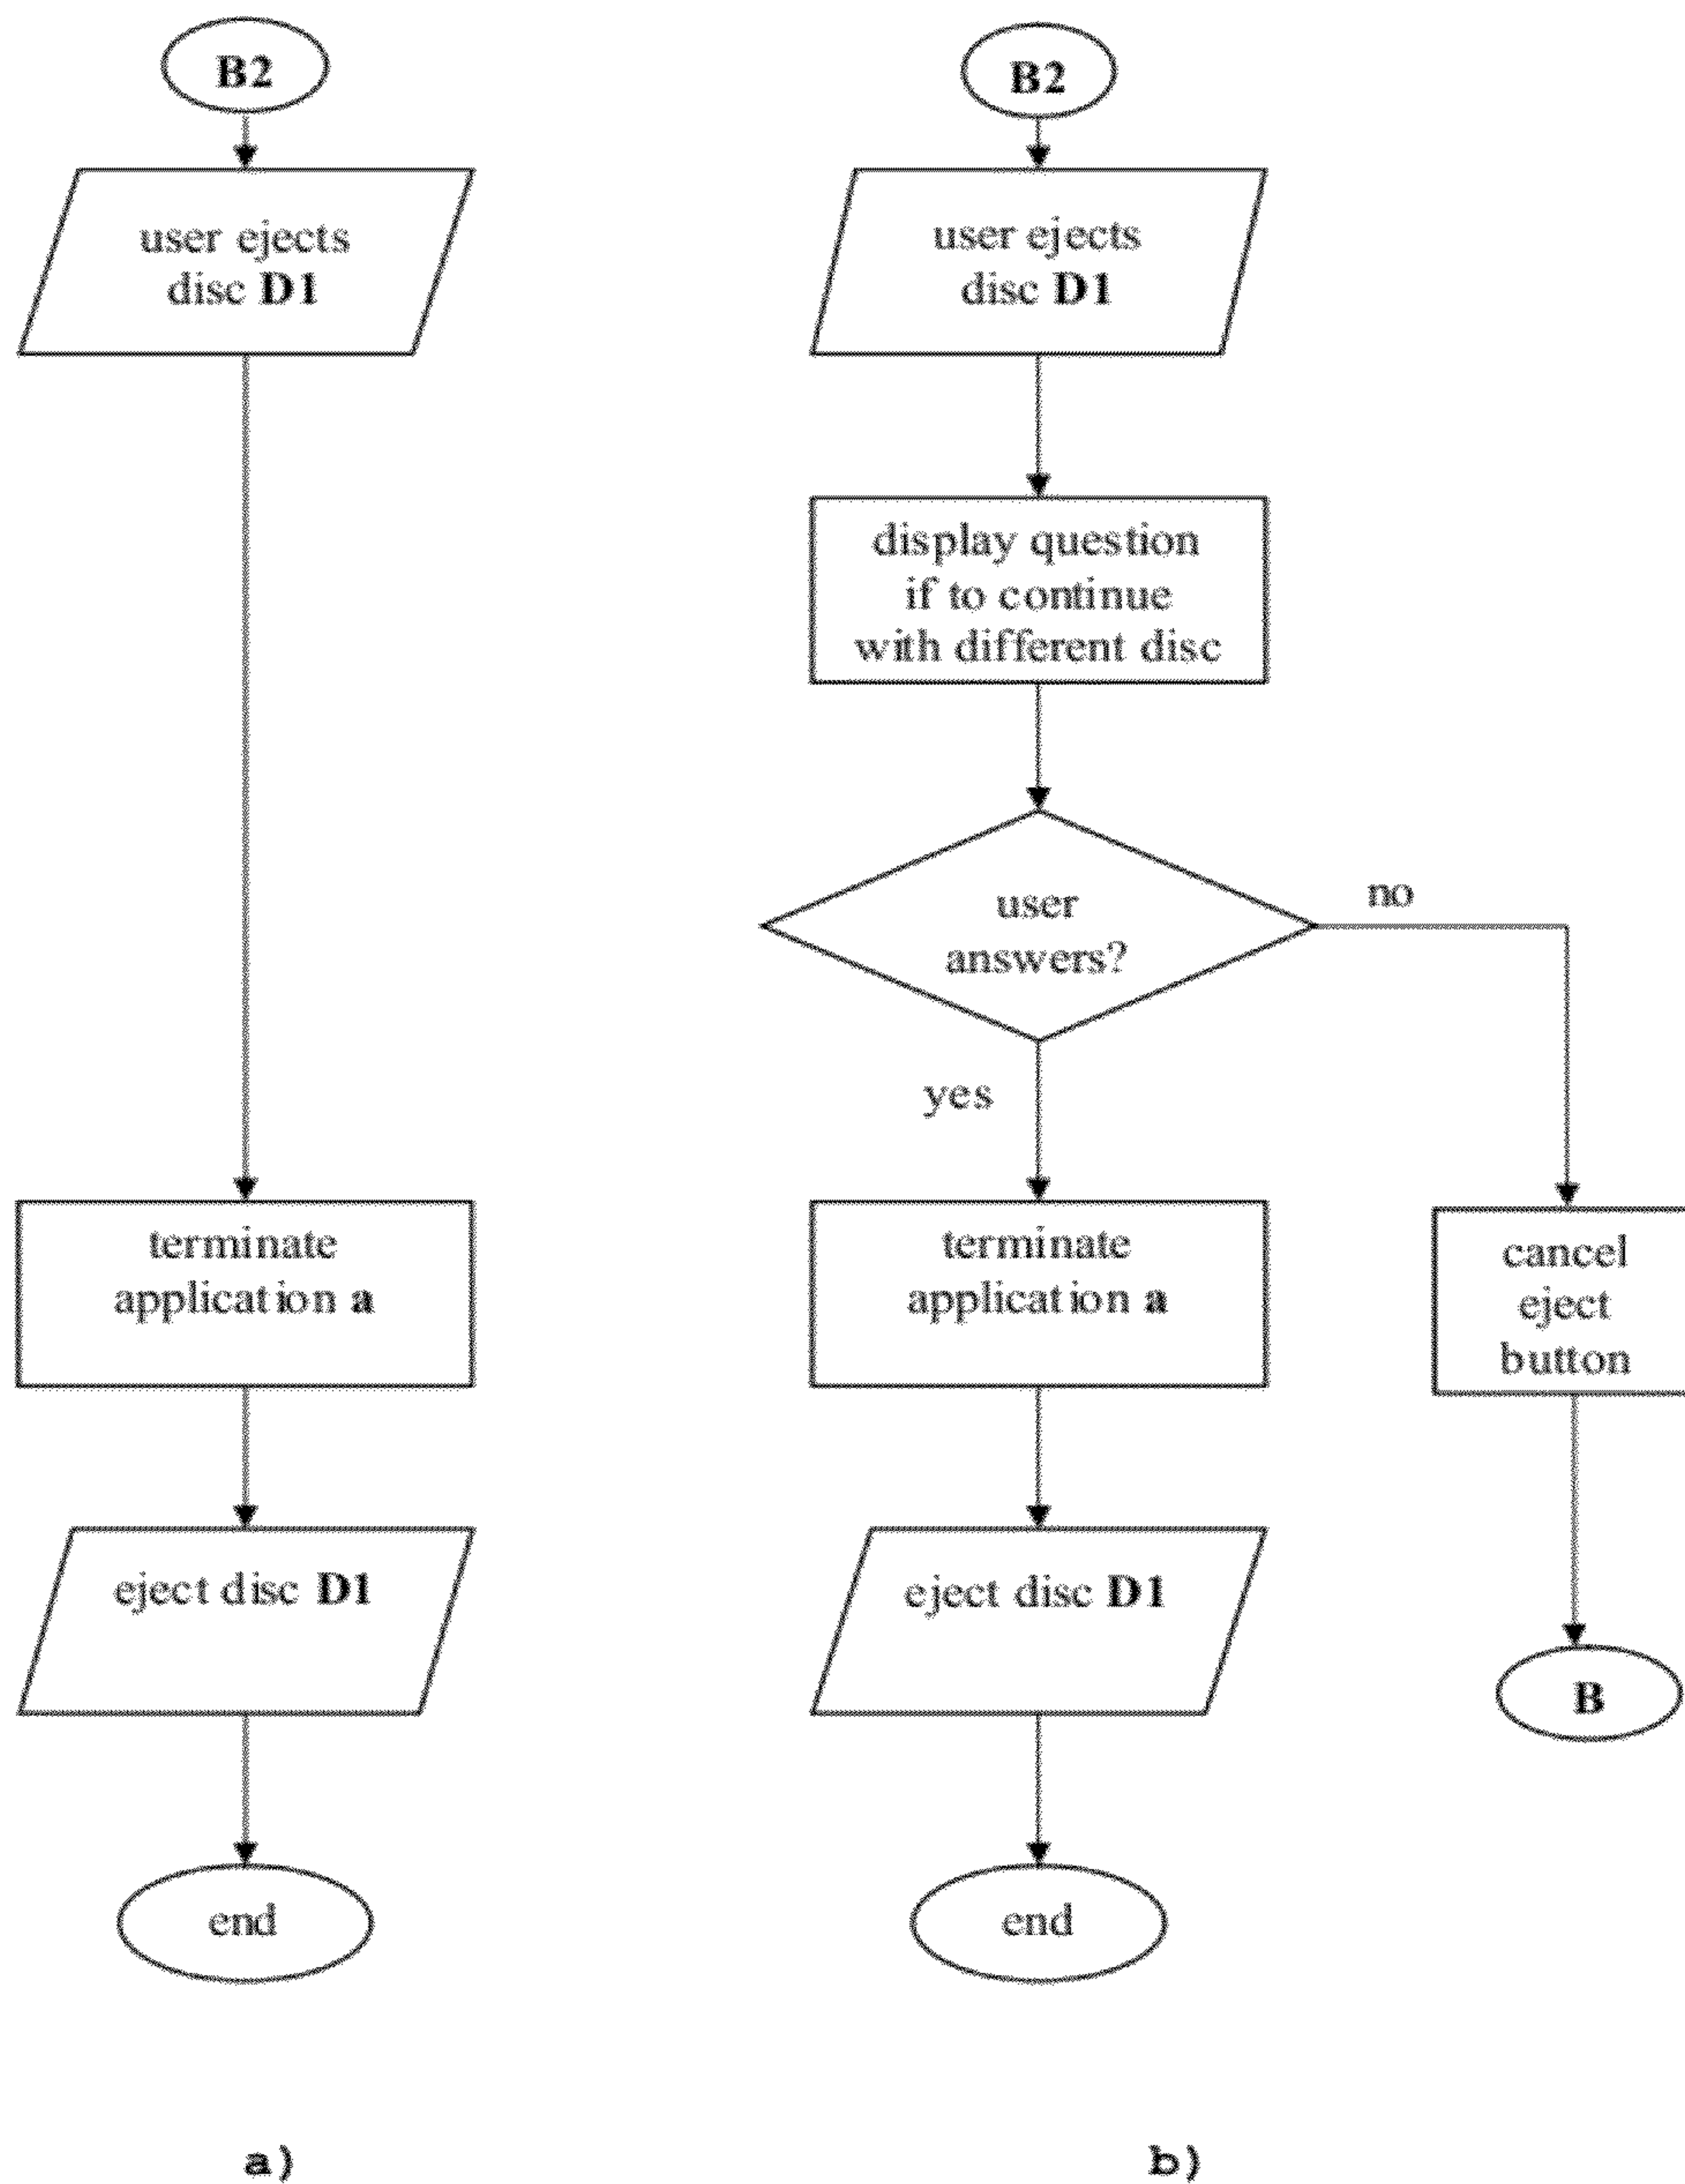 B2
user ejects
disc D1
terminate
application a
eject disc D1
end
a)
B2
user ejects
disc D1
display question
if to continue
with different disc
user
answers?
no
yes
terminate
application a
cancel
eject
button
eject disc D1
B
end
b)